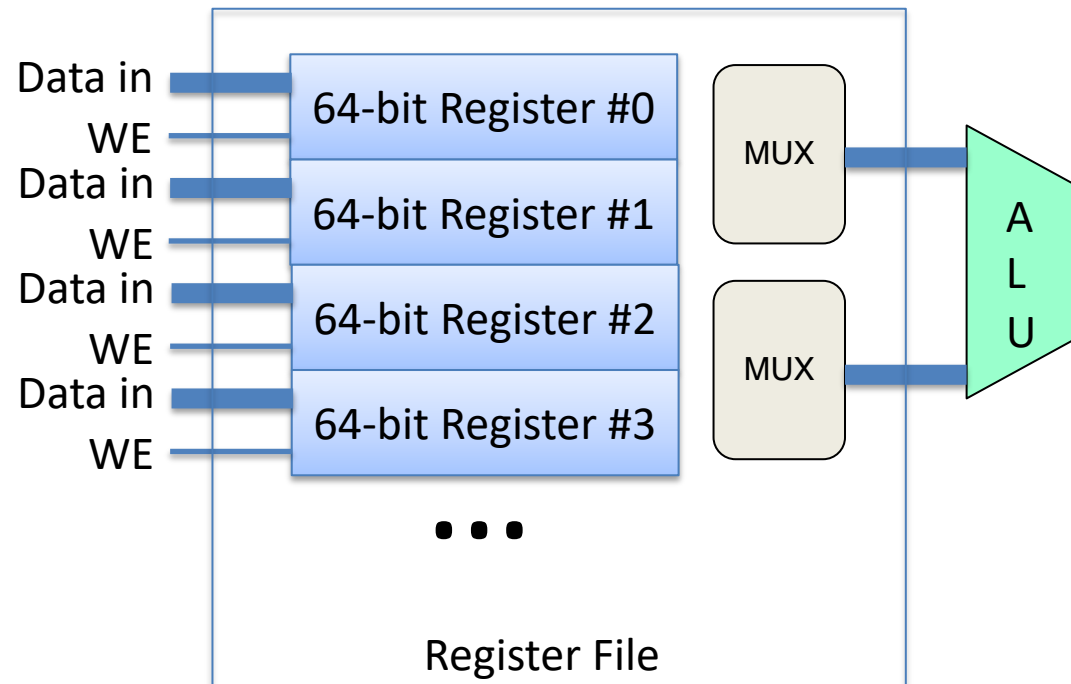 Data in
64-bit Register #0
WE
MUX
Data in
64-bit Register #1
WE
Data in
64-bit Register #2
WE
MUX
Data in
64-bit Register #3
WE
A
L
U
...
Register File